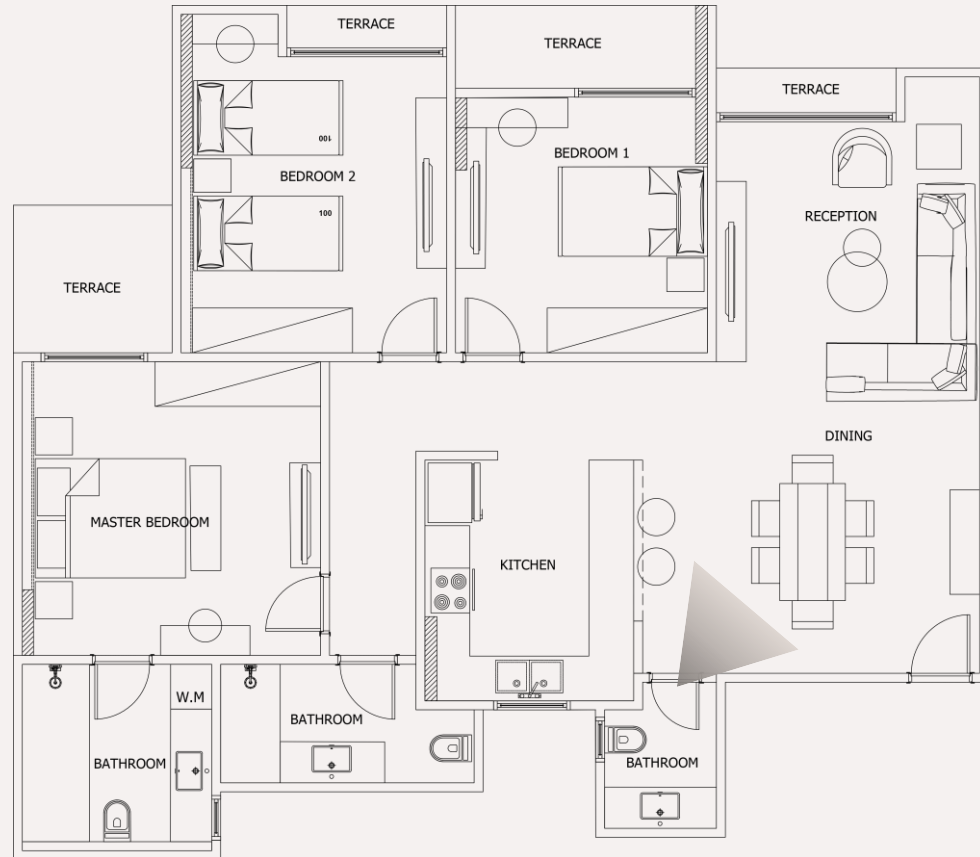 TERRACE
TERRACE
TERRACE
100
BEDROOM 1
BEDROOM 2
100
RECEPTION
TERRACE
DINING
MASTER BEDROOM
KITCHEN
W.M
BATHROOM
BATHROOM
BATHROOM